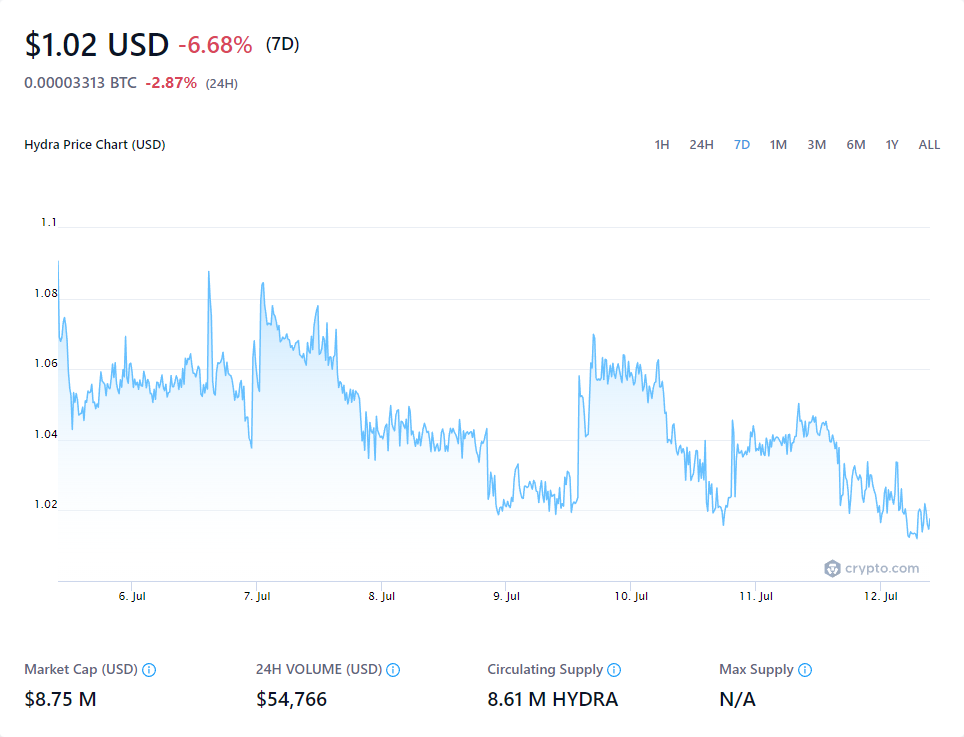 $1.02 USD -6.68% (7D)
0.00003313 BTC -2.87% (24H)
Hydra Price Chart (USD) 1H 24H 7D 1M 3M 6M 1Y ALL
1.1
1.08
1.06
1.04
1.02
crypto.com
6. Jul 7. Jul 8. Jul 9. Jul 10. Jul 11. Jul 12. Jul
Market Cap (USD) 24H VOLUME (USD) Circulating Supply Max Supply
$8.75 M $54,766 8.61 M HYDRA N/A